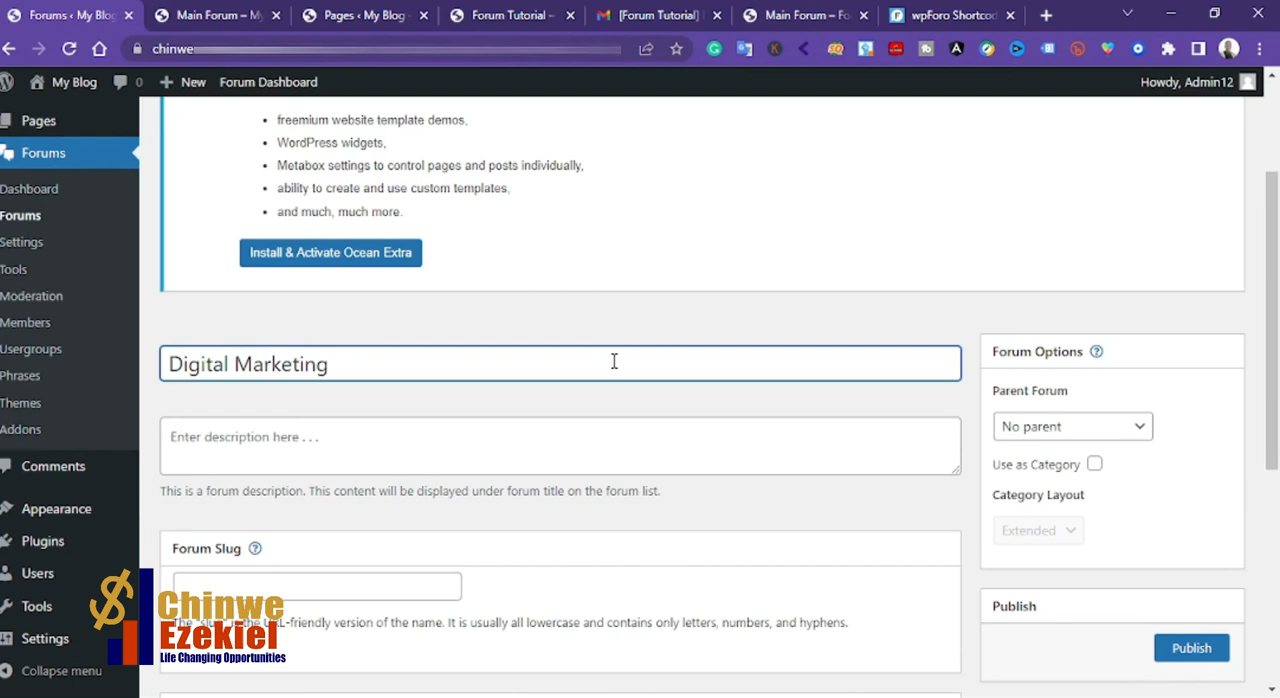 Forums < My Blog
Main Forum – My
Pages < My Blog
Forum Tutorial –
[Forum Tutorial]
Main Forum – Fo
wpForo Shortcod
chinwe
My Blog
0
New
Forum Dashboard
Howdy, Admin12
Pages
Forums
Dashboard
Forums
Settings
Tools
Moderation
Members
Usergroups
Phrases
Themes
Addons
Comments
Appearance
Plugins
Users
Tools
Settings
Collapse menu
• freemium website template demos,
• WordPress widgets,
• Metabox settings to control pages and posts individually,
• ability to create and use custom templates,
• and much, much more.
Install & Activate Ocean Extra
Digital Marketing
Enter description here . . .
This is a forum description. This content will be displayed under forum title on the forum list.
Forum Slug
The "slug" is the URL-friendly version of the name. It is usually all lowercase and contains only letters, numbers, and hyphens.
Forum Options
Parent Forum
No parent
Use as Category
Category Layout
Extended
Publish
Publish
Chinwe
Ezekiel
Life Changing Opportunities